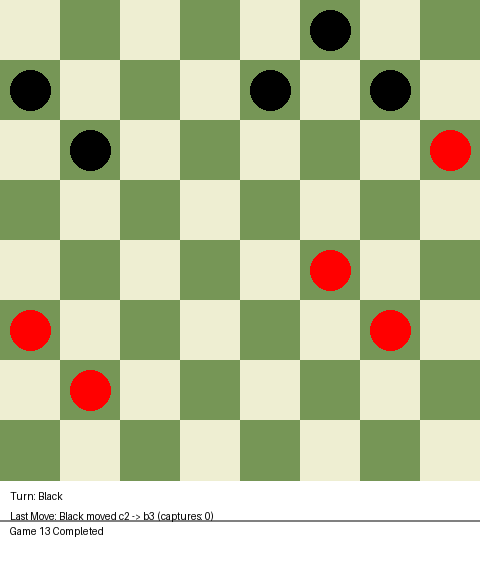 Turn: Black
Last Move: Black moved c2 -> b3 (captures: 0)
Game 13 Completed